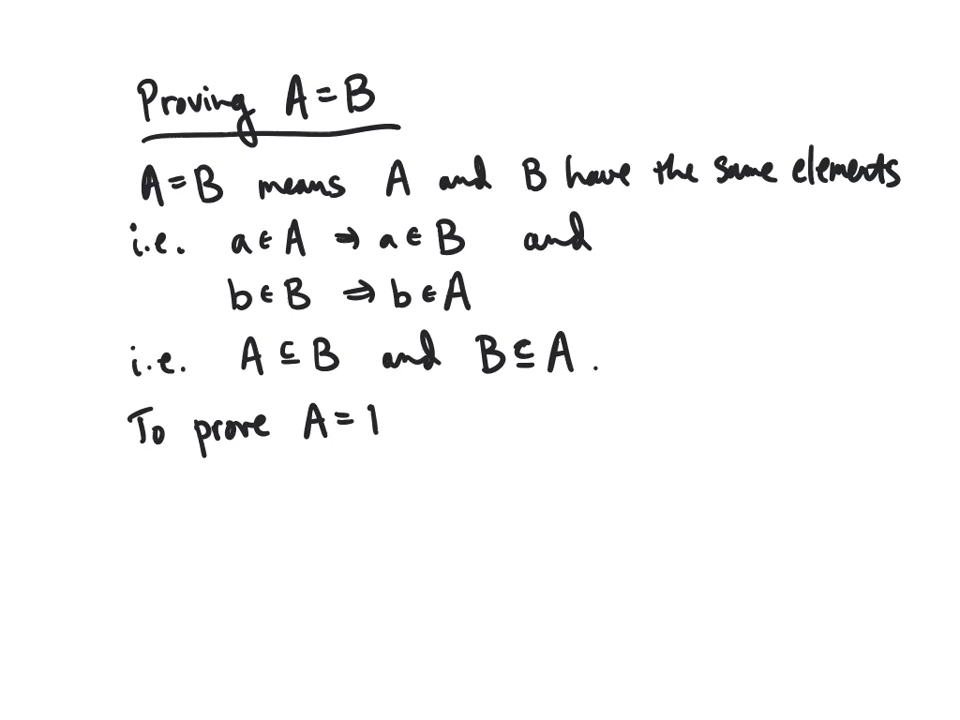 Proving A = B
A = B means A and B have the same elements
i.e. a ∈ A ⇒ a ∈ B and
b ∈ B ⇒ b ∈ A
i.e. A ⊆ B and B ⊆ A.
To prove A = 1